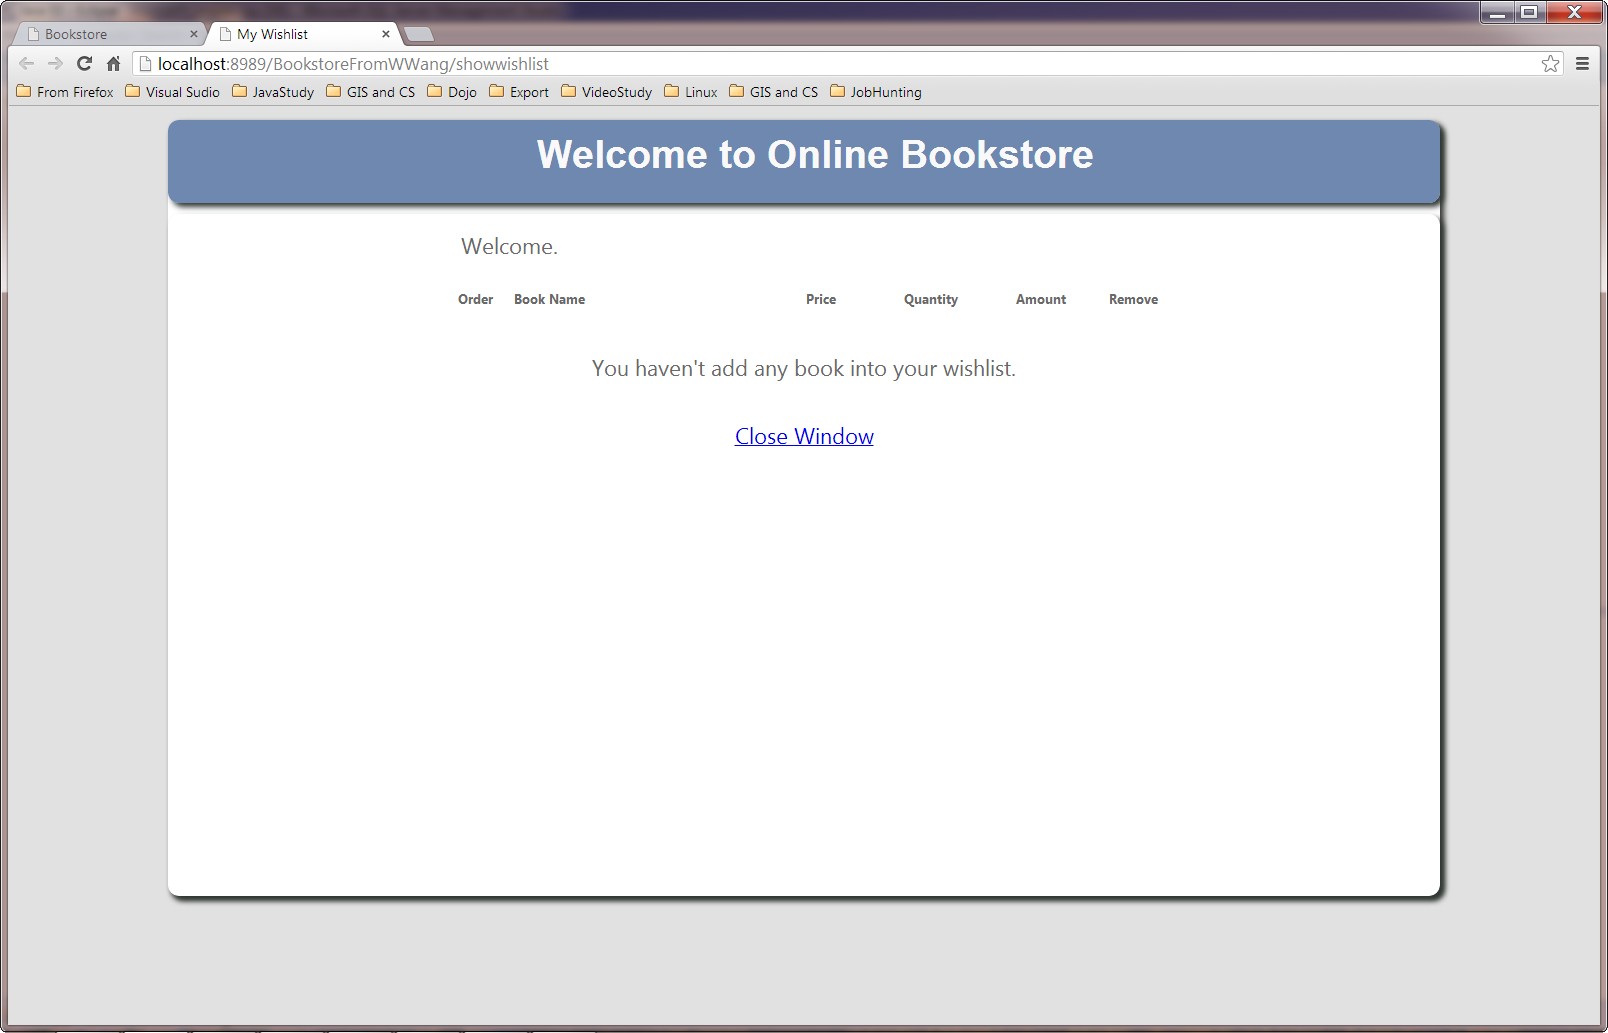 Bookstore My Wishlist
localhost:8989/BookstoreFromWWang/showwishlist
From Firefox Visual Sudio JavaStudy GIS and CS Dojo Export VideoStudy Linux GIS and CS JobHunting
Welcome to Online Bookstore
Welcome.
Order Book Name Price Quantity Amount Remove
You haven't add any book into your wishlist.
Close Window